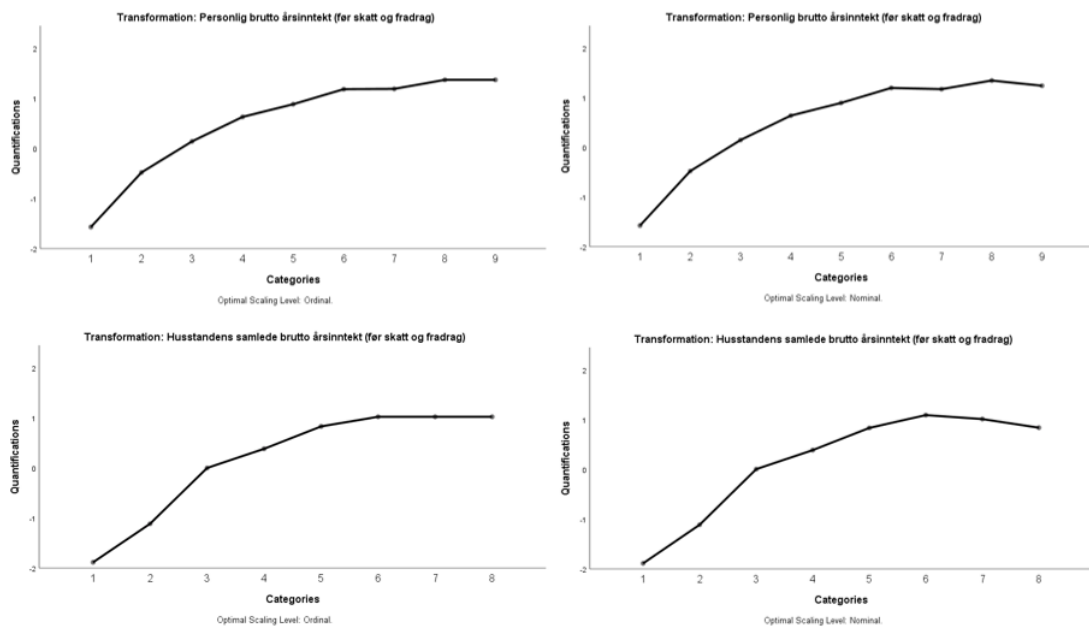 Transformation: Personlig brutto årsinntekt (før skatt og fradrag)
2
1
0
-1
-2
Quantifications
1 2 3 4 5 6 7 8 9
Categories
Optimal Scaling Level: Ordinal.
Transformation: Personlig brutto årsinntekt (før skatt og fradrag)
2
1
0
-1
-2
Quantifications
1 2 3 4 5 6 7 8 9
Categories
Optimal Scaling Level: Nominal.
Transformation: Husstandens samlede brutto årsinntekt (før skatt og fradrag)
2
1
0
-1
-2
Quantifications
1 2 3 4 5 6 7 8
Categories
Optimal Scaling Level: Ordinal.
Transformation: Husstandens samlede brutto årsinntekt (før skatt og fradrag)
2
1
0
-1
-2
Quantifications
1 2 3 4 5 6 7 8
Categories
Optimal Scaling Level: Nominal.